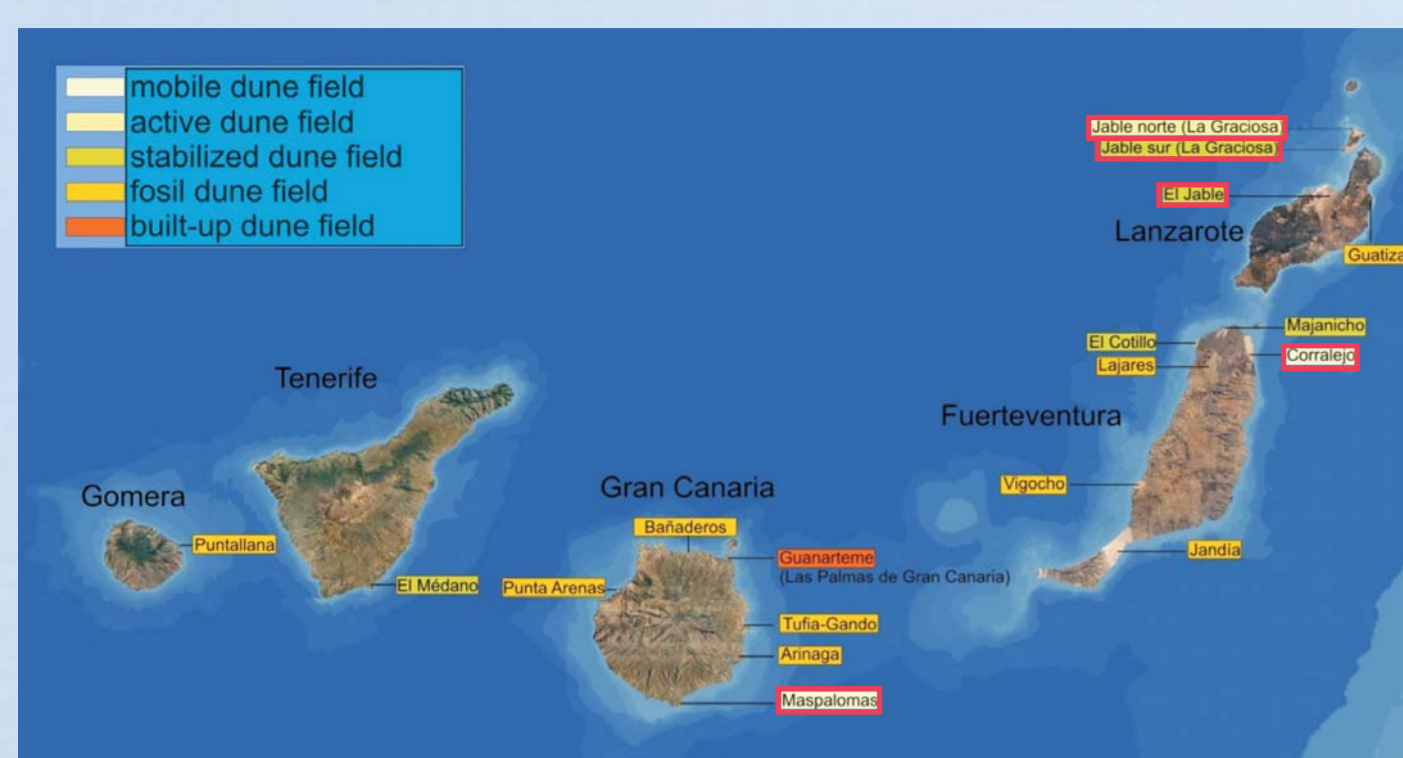 mobile dune field
active dune field
stabilized dune field
fosil dune field
built-up dune field
Jable norte (La Graciosa)
Jable sur (La Graciosa)
El Jable
Lanzarote
Guatiza
Majanicho
El Cotillo
Corralejo
Lajares
Tenerife
Fuerteventura
Gomera
Gran Canaria
Vigocho
Bañaderos
Puntallana
Guanarteme
(Las Palmas de Gran Canaria)
Jandía
El Médano
Punta Arenas
Tufia-Gando
Arinaga
Maspalomas